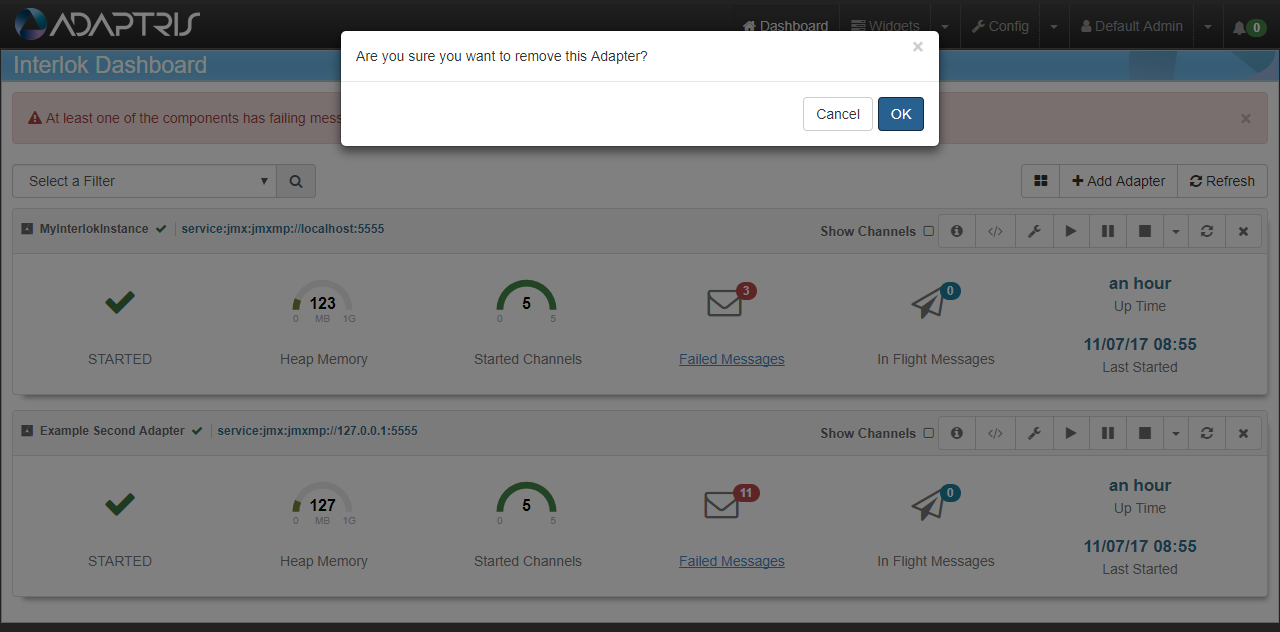 ADAPTRIS
Dashboard Widgets Config Default Admin 0
Interlok Dashboard
Are you sure you want to remove this Adapter? ×
Cancel OK
At least one of the components has failing mess ×
Select a Filter
Add Adapter Refresh
MyInterlokInstance service:jmx:jmxmp://localhost:5555 Show Channels
3 0
an hour
123 5 Up Time
0 MB 1G 0 5
11/07/17 08:55
STARTED Heap Memory Started Channels Failed Messages In Flight Messages
Last Started
Example Second Adapter service:jmx:jmxmp://127.0.0.1:5555 Show Channels
11 0
an hour
127 5 Up Time
0 MB 1G 0 5
11/07/17 08:55
STARTED Heap Memory Started Channels Failed Messages In Flight Messages
Last Started